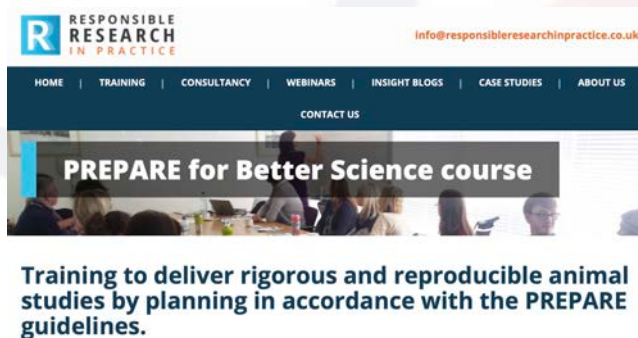 R
RESPONSIBLE
RESEARCH
IN PRACTICE
info@responsibleresearchinpractice.co.uk
HOME | TRAINING | CONSULTANCY | WEBINARS | INSIGHT BLOGS | CASE STUDIES | ABOUT US
CONTACT US
PREPARE for Better Science course
Training to deliver rigorous and reproducible animal
studies by planning in accordance with the PREPARE
guidelines.